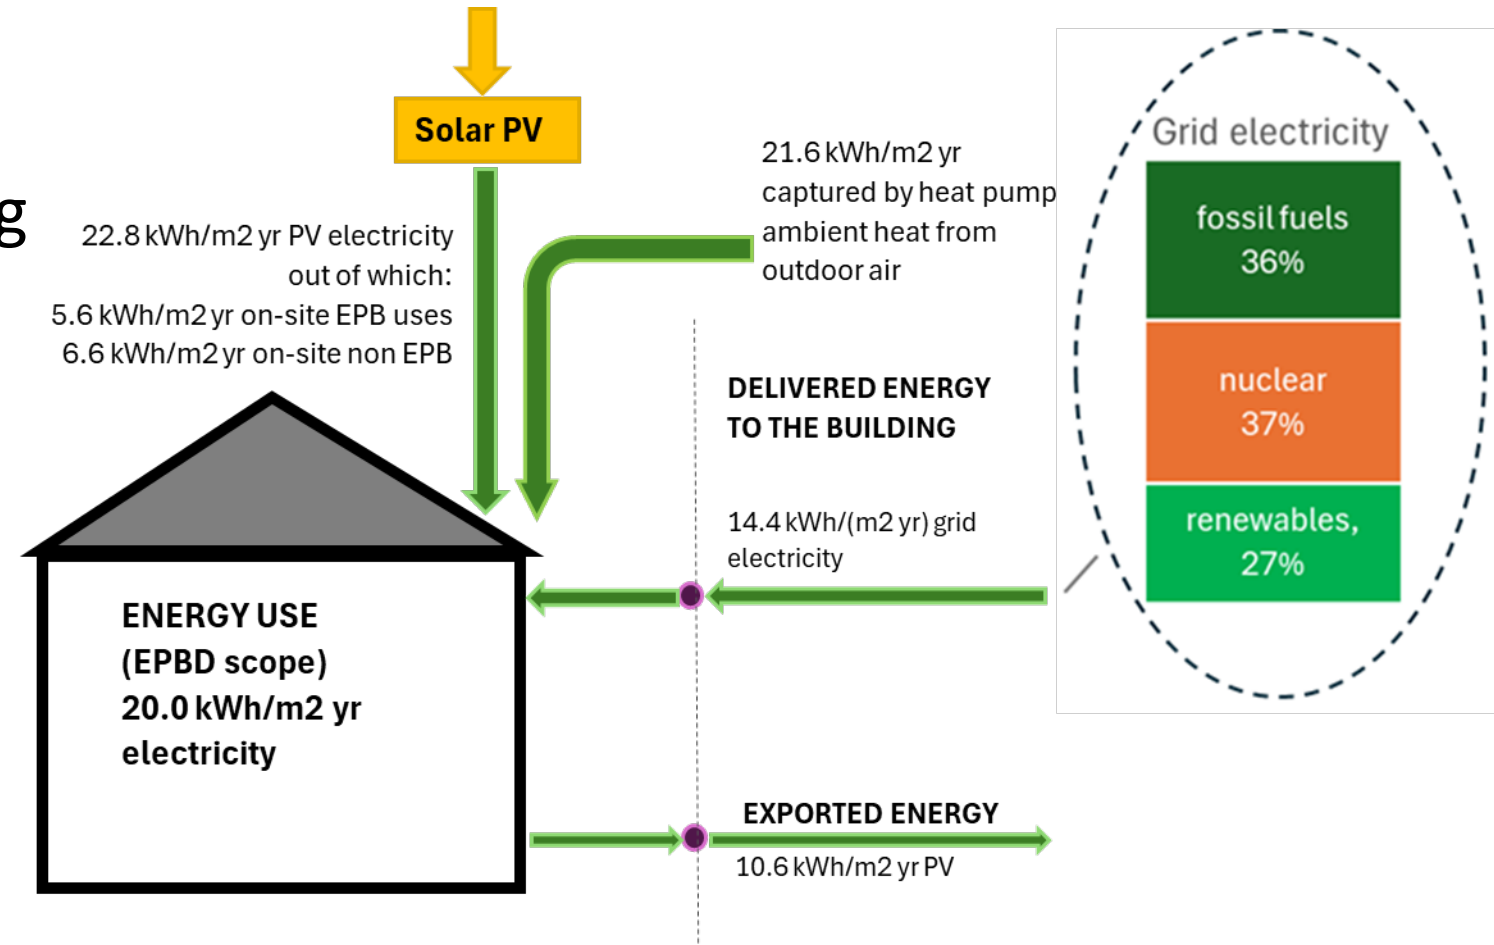 g
Solar PV
22.8 kWh/m2 yr PV electricity
out of which:
5.6 kWh/m2 yr on-site EPB uses
6.6 kWh/m2 yr on-site non EPB
21.6 kWh/m2 yr
captured by heat pump
ambient heat from
outdoor air
Grid electricity
fossil fuels
36%
nuclear
37%
renewables,
27%
DELIVERED ENERGY
TO THE BUILDING
14.4 kWh/(m2 yr) grid
electricity
ENERGY USE
(EPBD scope)
20.0 kWh/m2 yr
electricity
EXPORTED ENERGY
10.6 kWh/m2 yr PV